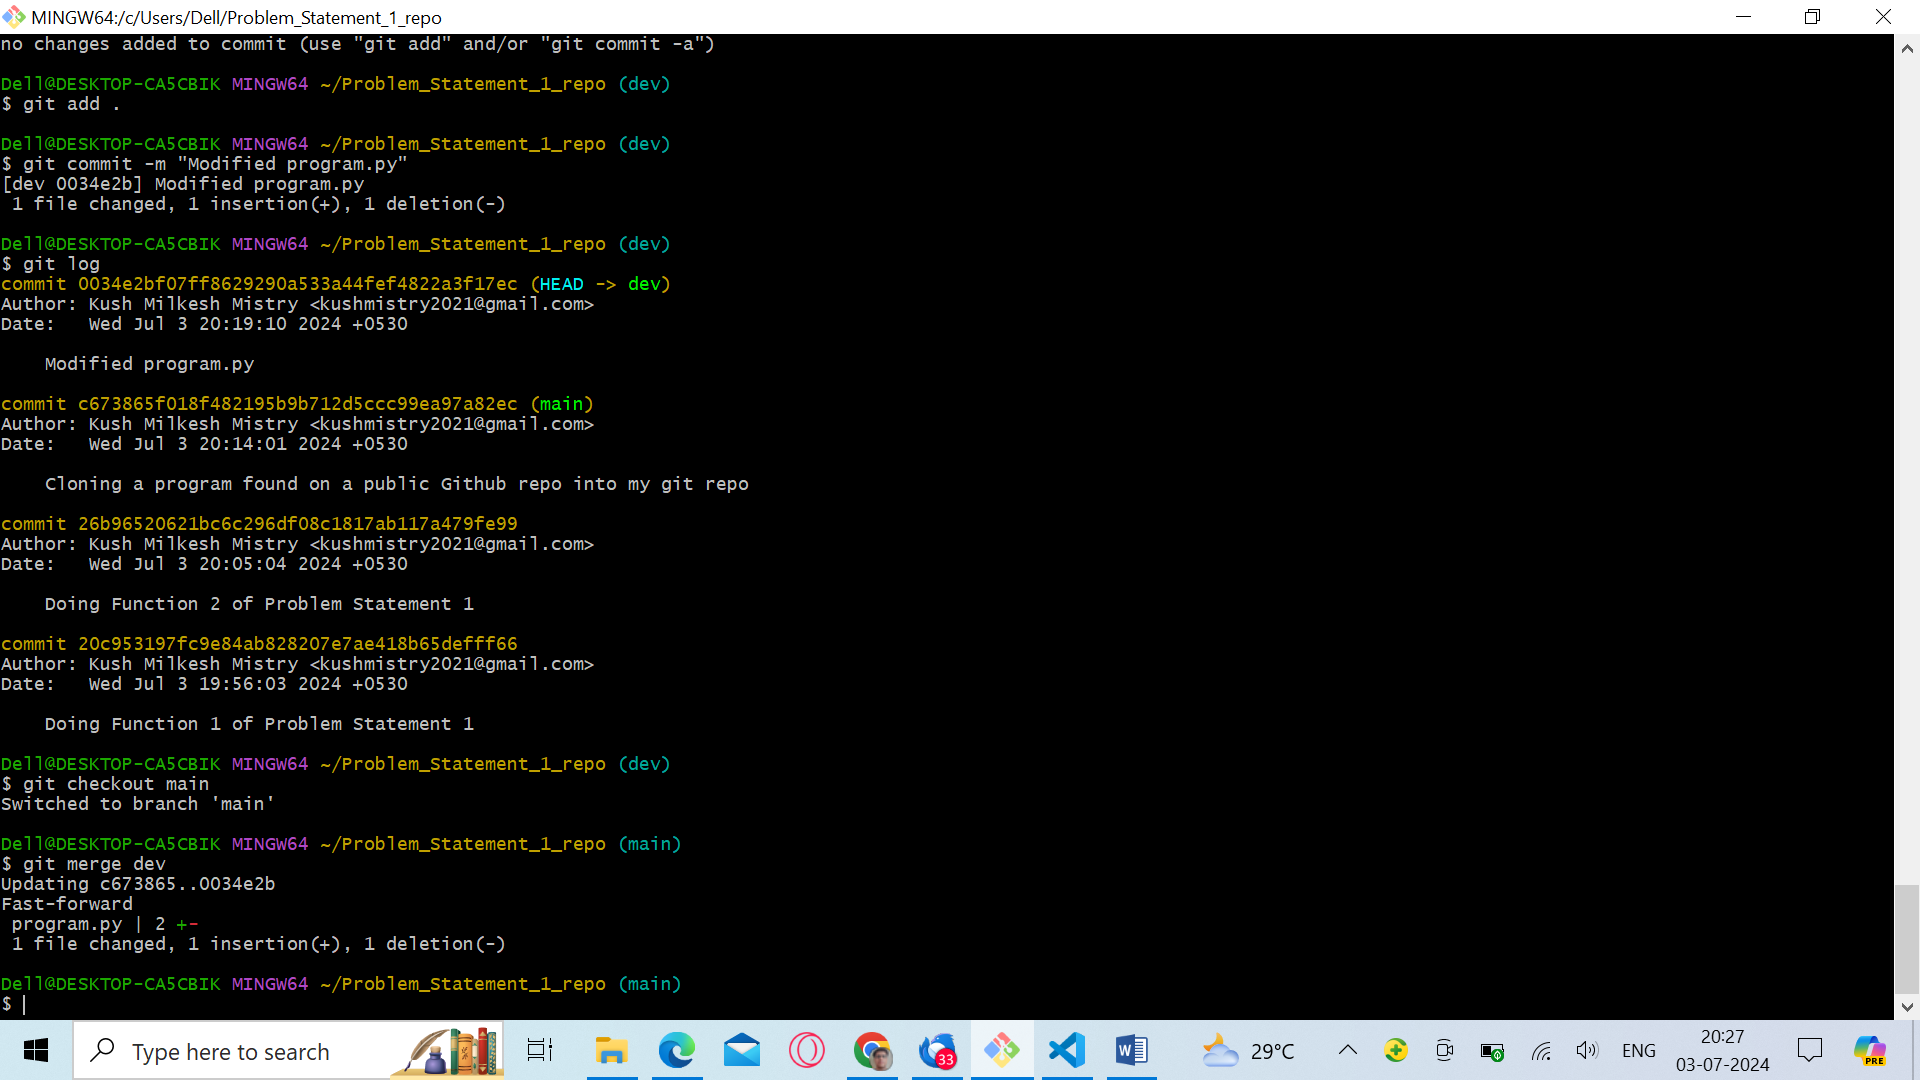 MINGW64:/c/Users/Dell/Problem_Statement_1_repo
no changes added to commit (use "git add" and/or "git commit -a")
Dell@DESKTOP-CA5CBIK MINGW64 ~/Problem_Statement_1_repo (dev)
$ git add .
Dell@DESKTOP-CA5CBIK MINGW64 ~/Problem_Statement_1_repo (dev)
$ git commit -m "Modified program.py"
[dev 0034e2b] Modified program.py
1 file changed, 1 insertion(+), 1 deletion(-)
Dell@DESKTOP-CA5CBIK MINGW64 ~/Problem_Statement_1_repo (dev)
$ git log
commit 0034e2bf07ff8629290a533a44fef4822a3f17ec (HEAD -> dev)
Author: Kush Milkesh Mistry <kushmistry2021@gmail.com>
Date:   Wed Jul 3 20:19:10 2024 +0530
Modified program.py
commit c673865f018f482195b9b712d5ccc99ea97a82ec (main)
Author: Kush Milkesh Mistry <kushmistry2021@gmail.com>
Date:   Wed Jul 3 20:14:01 2024 +0530
Cloning a program found on a public Github repo into my git repo
commit 26b96520621bc6c296df08c1817ab117a479fe99
Author: Kush Milkesh Mistry <kushmistry2021@gmail.com>
Date:   Wed Jul 3 20:05:04 2024 +0530
Doing Function 2 of Problem Statement 1
commit 20c953197fc9e84ab828207e7ae418b65defff66
Author: Kush Milkesh Mistry <kushmistry2021@gmail.com>
Date:   Wed Jul 3 19:56:03 2024 +0530
Doing Function 1 of Problem Statement 1
Dell@DESKTOP-CA5CBIK MINGW64 ~/Problem_Statement_1_repo (dev)
$ git checkout main
Switched to branch 'main'
Dell@DESKTOP-CA5CBIK MINGW64 ~/Problem_Statement_1_repo (main)
$ git merge dev
Updating c673865..0034e2b
Fast-forward
program.py | 2 +-
1 file changed, 1 insertion(+), 1 deletion(-)
Dell@DESKTOP-CA5CBIK MINGW64 ~/Problem_Statement_1_repo (main)
$
Type here to search
33
29°C
ENG
20:27
03-07-2024
PRE